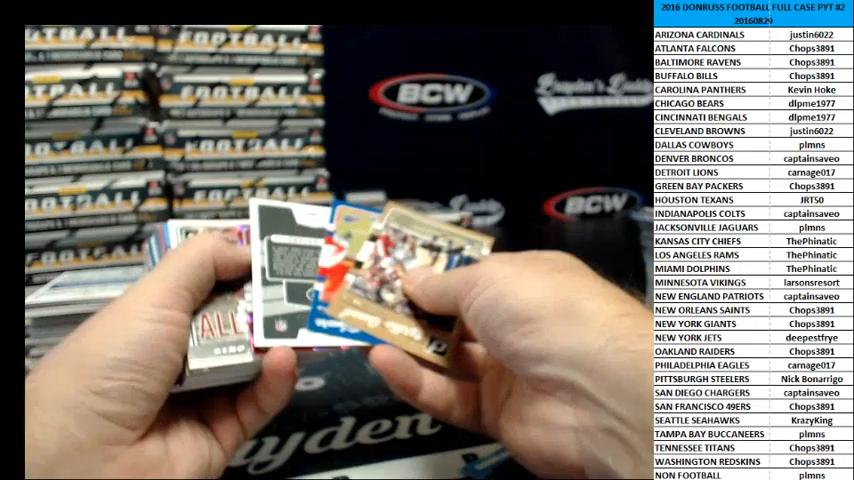 2016 DONRUSS FOOTBALL FULL CASE PYT #2
20160829
ARIZONA CARDINALS justin6022
ATLANTA FALCONS Chops3891
BALTIMORE RAVENS Chops3891
BUFFALO BILLS Chops3891
CAROLINA PANTHERS Kevin Hoke
CHICAGO BEARS dlpme1977
CINCINNATI BENGALS dlpme1977
CLEVELAND BROWNS justin6022
DALLAS COWBOYS plmns
DENVER BRONCOS captainsaveo
DETROIT LIONS carnage017
GREEN BAY PACKERS Chops3891
HOUSTON TEXANS JRT50
INDIANAPOLIS COLTS captainsaveo
JACKSONVILLE JAGUARS plmns
KANSAS CITY CHIEFS ThePhinatic
LOS ANGELES RAMS ThePhinatic
MIAMI DOLPHINS ThePhinatic
MINNESOTA VIKINGS larsonsresort
NEW ENGLAND PATRIOTS captainsaveo
NEW ORLEANS SAINTS Chops3891
NEW YORK GIANTS Chops3891
NEW YORK JETS deepestfrye
OAKLAND RAIDERS Chops3891
PHILADELPHIA EAGLES carnage017
PITTSBURGH STEELERS Nick Bonarrigo
SAN DIEGO CHARGERS captainsaveo
SAN FRANCISCO 49ERS Chops3891
SEATTLE SEAHAWKS KrazyKing
TAMPA BAY BUCCANEERS plmns
TENNESSEE TITANS Chops3891
WASHINGTON REDSKINS Chops3891
NON FOOTBALL plmns
BCW
BCW
FOOTBALL
ALL